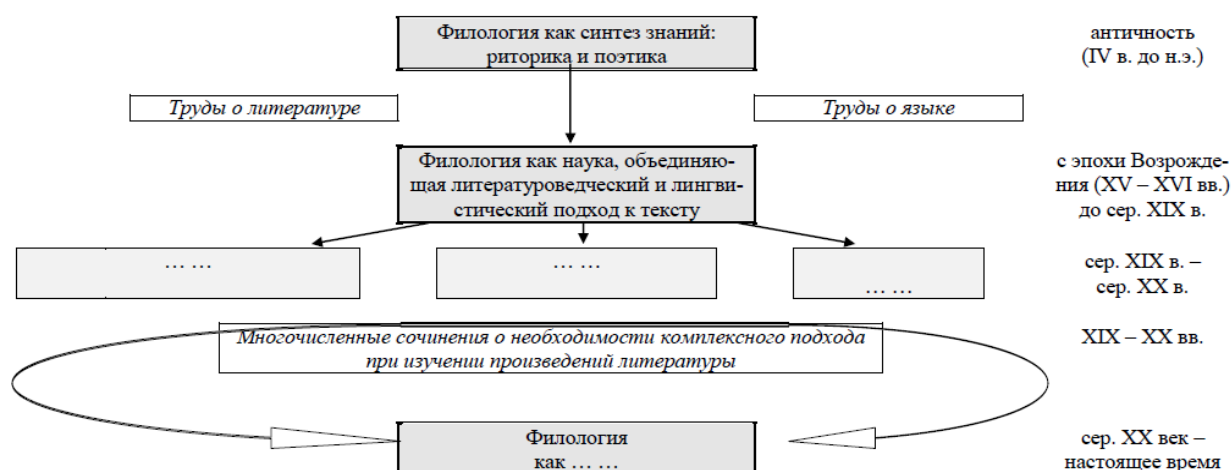 Филология как синтез знаний:
риторика и поэтика
античность
(IV в. до н.э.)
Труды о литературе
Труды о языке
Филология как наука, объединяю-
щая литературоведческий и лингви-
стический подход к тексту
с эпохи Возрожде-
ния (XV – XVI вв.)
до сер. XIX в.
… …
… …
… …
сер. XIX в. –
сер. XX в.
Многочисленные сочинения о необходимости комплексного подхода
при изучении произведений литературы
XIX – XX вв.
Филология
как … …
сер. XX век –
настоящее время